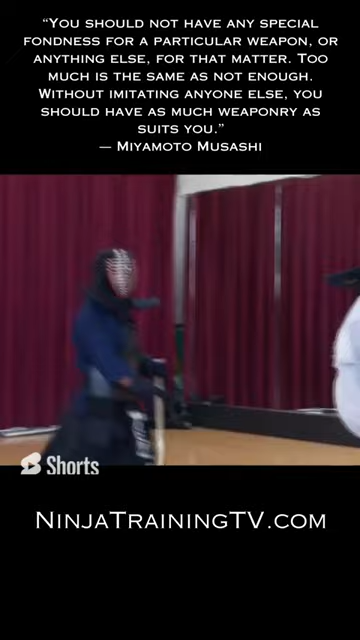 “You should not have any special
fondness for a particular weapon, or
anything else, for that matter. Too
much is the same as not enough.
Without imitating anyone else, you
should have as much weaponry as
suits you.”
— Miyamoto Musashi
Shorts
NinjaTrainingTV.com